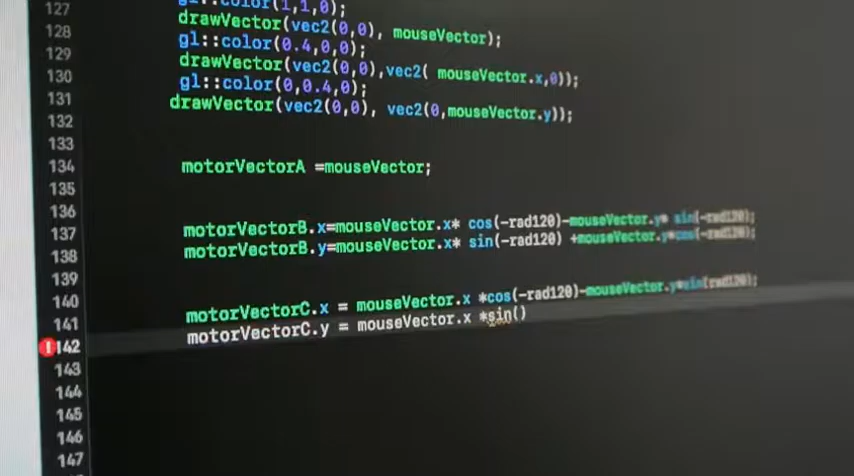 127 gl::color(1,1,0);
128 drawVector(vec2(0,0), mouseVector);
129 gl::color(0.4,0,0);
130 drawVector(vec2(0,0),vec2( mouseVector.x,0));
131 gl::color(0,0.4,0);
132 drawVector(vec2(0,0), vec2(0,mouseVector.y));
133
134 motorVectorA =mouseVector;
135
136
137 motorVectorB.x=mouseVector.x* cos(-rad120)-mouseVector.y* sin(-rad120);
138 motorVectorB.y=mouseVector.x* sin(-rad120) +mouseVector.y*cos(-rad120);
139
140
141 motorVectorC.x = mouseVector.x *cos(-rad120)-mouseVector.y*sin(rad120);
142 motorVectorC.y = mouseVector.x *sin()
143
144
145
146
147